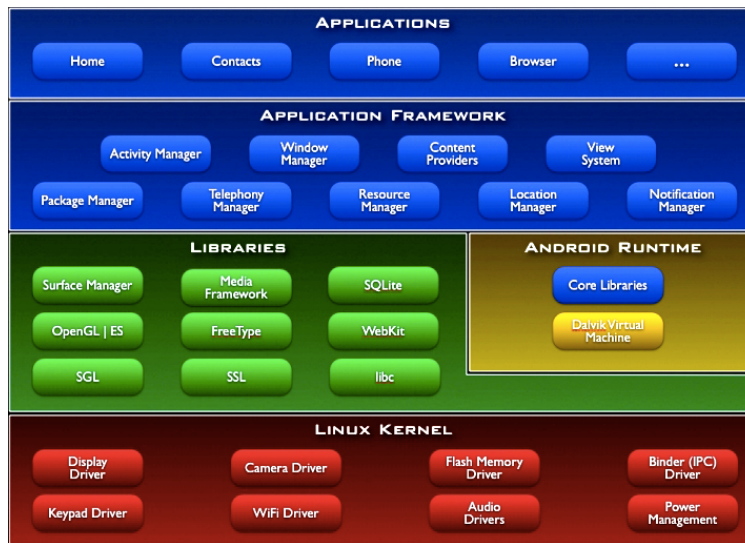 APPLICATIONS
Home Contacts Phone Browser ...
APPLICATION FRAMEWORK
Activity Manager Window Manager Content Providers View System
Package Manager Telephony Manager Resource Manager Location Manager Notification Manager
LIBRARIES
Surface Manager Media Framework SQLite
OpenGL | ES FreeType WebKit
SGL SSL libc
ANDROID RUNTIME
Core Libraries
Dalvik Virtual Machine
LINUX KERNEL
Display Driver Camera Driver Flash Memory Driver Binder (IPC) Driver
Keypad Driver WiFi Driver Audio Drivers Power Management